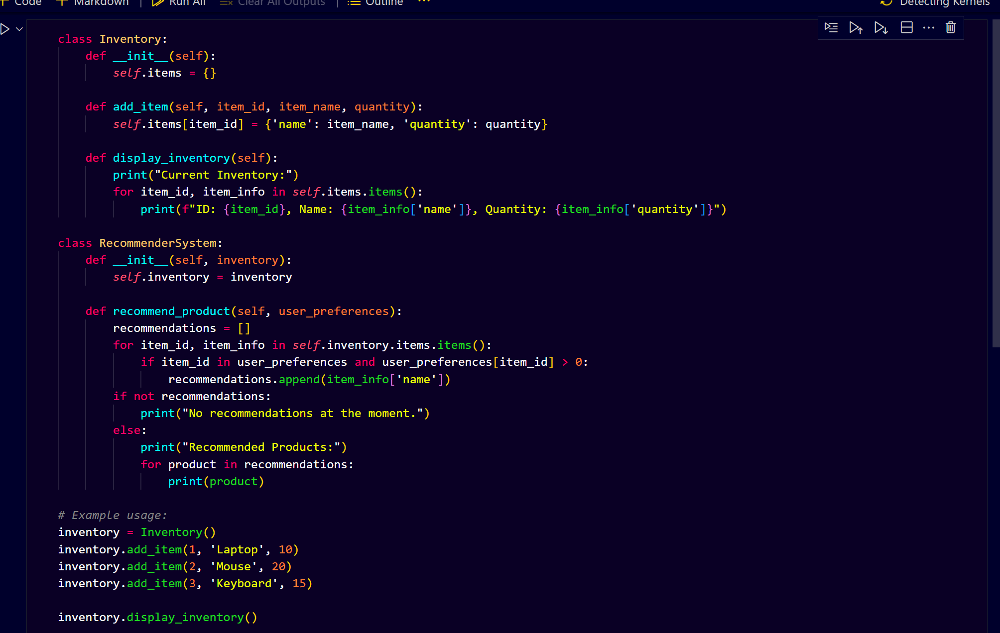 Code Markdown Run All Clear All Outputs Outline ... Detecting Kernels
class Inventory:
    def __init__(self):
        self.items = {}

    def add_item(self, item_id, item_name, quantity):
        self.items[item_id] = {'name': item_name, 'quantity': quantity}

    def display_inventory(self):
        print("Current Inventory:")
        for item_id, item_info in self.items.items():
            print(f"ID: {item_id}, Name: {item_info['name']}, Quantity: {item_info['quantity']}")

class RecommenderSystem:
    def __init__(self, inventory):
        self.inventory = inventory

    def recommend_product(self, user_preferences):
        recommendations = []
        for item_id, item_info in self.inventory.items.items():
            if item_id in user_preferences and user_preferences[item_id] > 0:
                recommendations.append(item_info['name'])
        if not recommendations:
            print("No recommendations at the moment.")
        else:
            print("Recommended Products:")
            for product in recommendations:
                print(product)

# Example usage:
inventory = Inventory()
inventory.add_item(1, 'Laptop', 10)
inventory.add_item(2, 'Mouse', 20)
inventory.add_item(3, 'Keyboard', 15)

inventory.display_inventory()